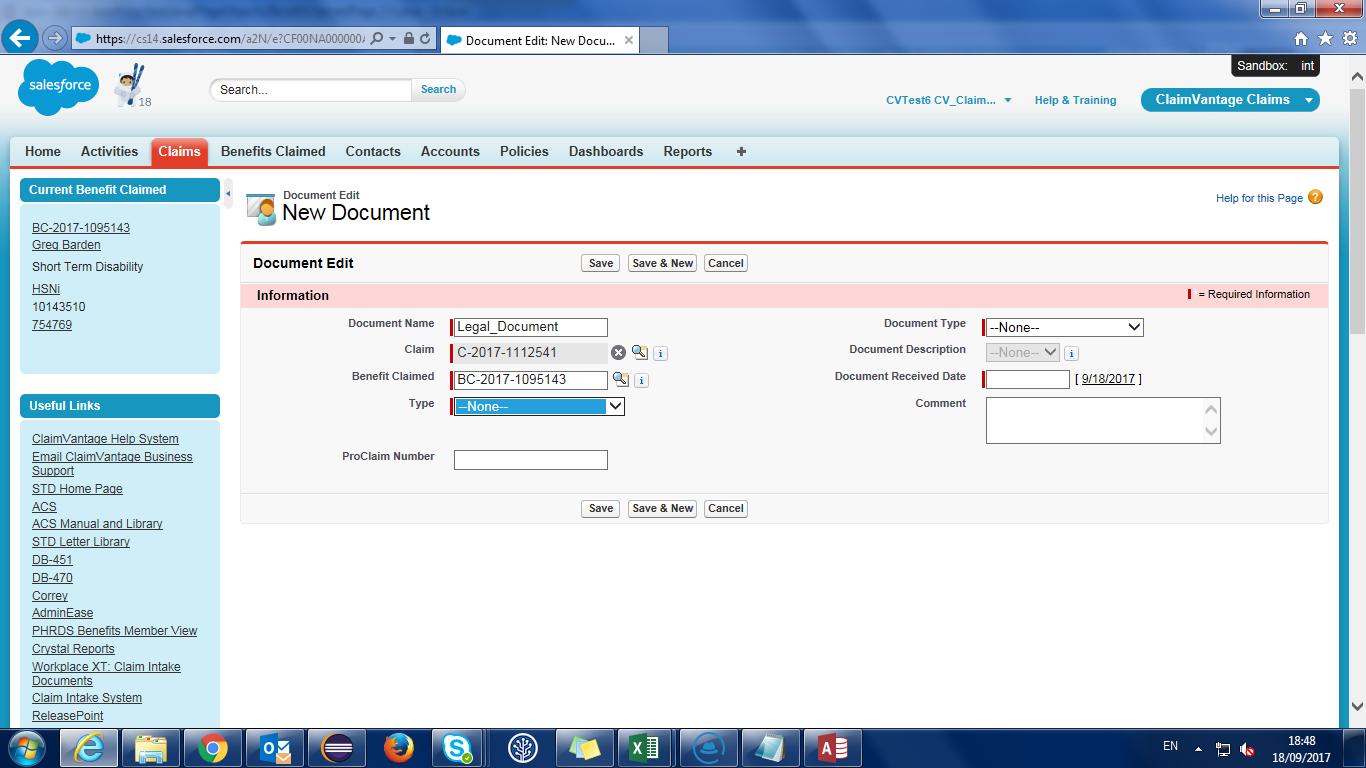 https://cs14.salesforce.com/a2N/e?CF00NA000000
Document Edit: New Docu...
Sandbox: int
salesforce
18
Search...
Search
CVTest6 CV_Claim...
Help & Training
ClaimVantage Claims
Home Activities Claims Benefits Claimed Contacts Accounts Policies Dashboards Reports +
Current Benefit Claimed
BC-2017-1095143
Greg Barden
Short Term Disability
HSNi
10143510
754769
Useful Links
ClaimVantage Help System
Email ClaimVantage Business
Support
STD Home Page
ACS
ACS Manual and Library
STD Letter Library
DB-451
DB-470
Correy
AdminEase
PHRDS Benefits Member View
Crystal Reports
Workplace XT: Claim Intake
Documents
Claim Intake System
ReleasePoint
Document Edit
New Document
Help for this Page ?
Document Edit
Save Save & New Cancel
Information
= Required Information
Document Name Legal_Document
Document Type --None--
Claim C-2017-1112541
Document Description --None--
Benefit Claimed BC-2017-1095143
Document Received Date [ 9/18/2017 ]
Type --None--
Comment
ProClaim Number
Save Save & New Cancel
EN
18:48
18/09/2017